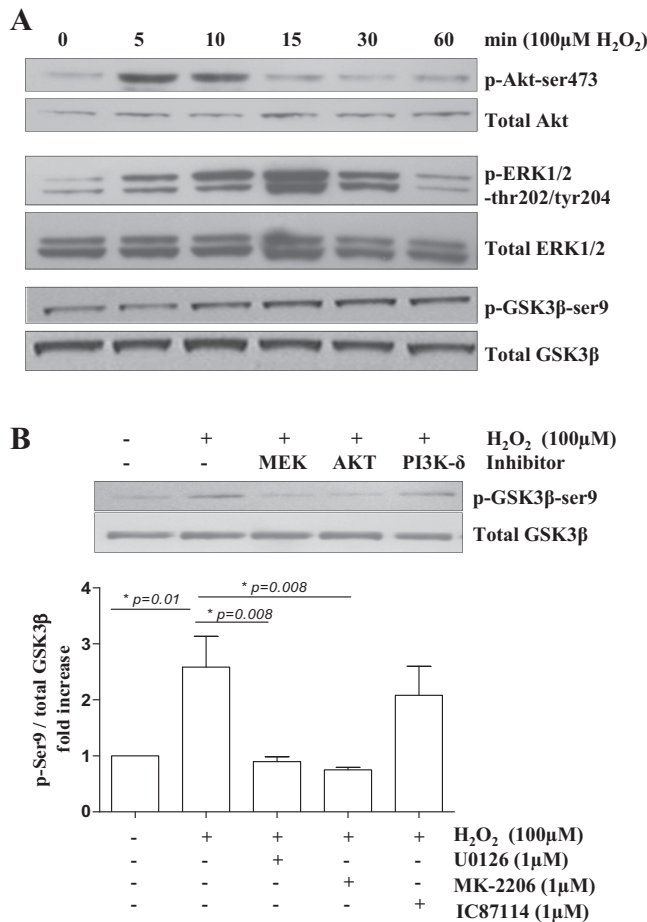 A
0 5 10 15 30 60 min (100µM H₂O₂)
p-Akt-ser473
Total Akt
p-ERK1/2
-thr202/tyr204
Total ERK1/2
p-GSK3β-ser9
Total GSK3β
B
- + + + + H₂O₂ (100µM)
- - MEK AKT PI3K-δ Inhibitor
p-GSK3β-ser9
Total GSK3β
p-Ser9 / total GSK3β
fold increase
4
3
2
1
0
* p=0.01
* p=0.008
* p=0.008
- + + + + H₂O₂ (100µM)
- - + - - U0126 (1µM)
- - - + - MK-2206 (1µM)
- - - - + IC87114 (1µM)